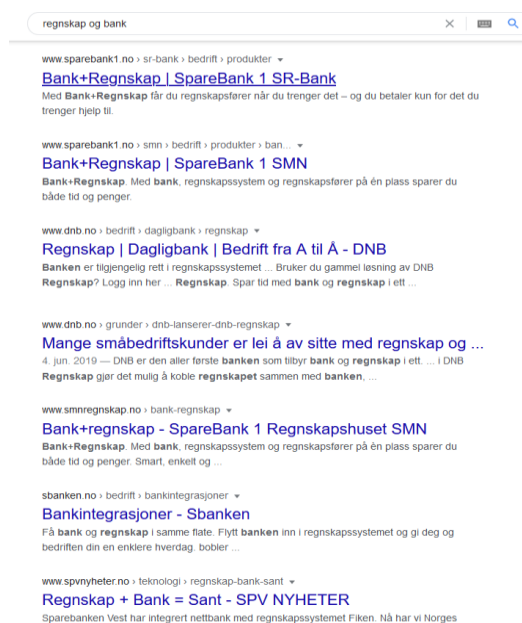 regnskap og bank
www.sparebank1.no › sr-bank › bedrift › produkter
Bank+Regnskap | SpareBank 1 SR-Bank
Med Bank+Regnskap får du regnskapsfører når du trenger det – og du betaler kun for det du
trenger hjelp til.
www.sparebank1.no › smn › bedrift › produkter › ban...
Bank+Regnskap | SpareBank 1 SMN
Bank+Regnskap. Med bank, regnskapssystem og regnskapsfører på én plass sparer du
både tid og penger.
www.dnb.no › bedrift › dagligbank › regnskap
Regnskap | Dagligbank | Bedrift fra A til Å - DNB
Banken er tilgjengelig rett i regnskapssystemet ... Bruker du gammel løsning av DNB
Regnskap? Logg inn her ... Regnskap. Spar tid med bank og regnskap i ett ...
www.dnb.no › grunder › dnb-lanserer-dnb-regnskap
Mange småbedriftskunder er lei å av sitte med regnskap og ...
4. jun. 2019 — DNB er den aller første banken som tilbyr bank og regnskap i ett. ... i DNB
Regnskap gjør det mulig å koble regnskapet sammen med banken, ...
www.smnregnskap.no › bank-regnskap
Bank+regnskap - SpareBank 1 Regnskapshuset SMN
Bank+Regnskap. Med bank, regnskapssystem og regnskapsfører på én plass sparer du
både tid og penger. Smart, enkelt og ...
sbanken.no › bedrift › bankintegrasjoner
Bankintegrasjoner - Sbanken
Få bank og regnskap i samme flate. Flytt banken inn i regnskapssystemet og gi deg og
bedriften din en enklere hverdag. bobler ...
www.spvnyheter.no › teknologi › regnskap-bank-sant
Regnskap + Bank = Sant - SPV NYHETER
Sparebanken Vest har integrert nettbank med regnskapssystemet Fiken. Nå har vi Norges